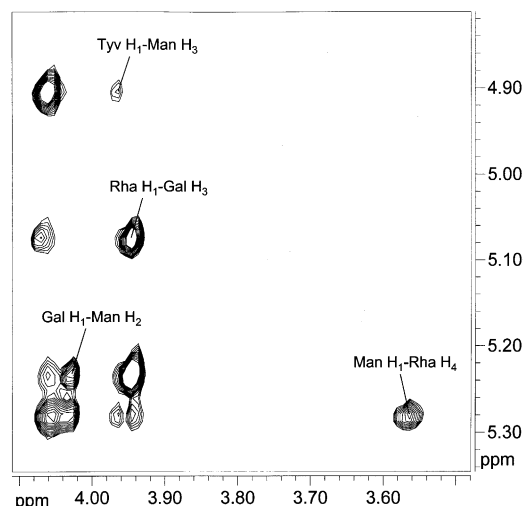 Tyv H₁-Man H₃
4.90
5.00
Rha H₁-Gal H₃
5.10
5.20
Gal H₁-Man H₂
Man H₁-Rha H₄
5.30
ppm
ppm 4.00 3.90 3.80 3.70 3.60